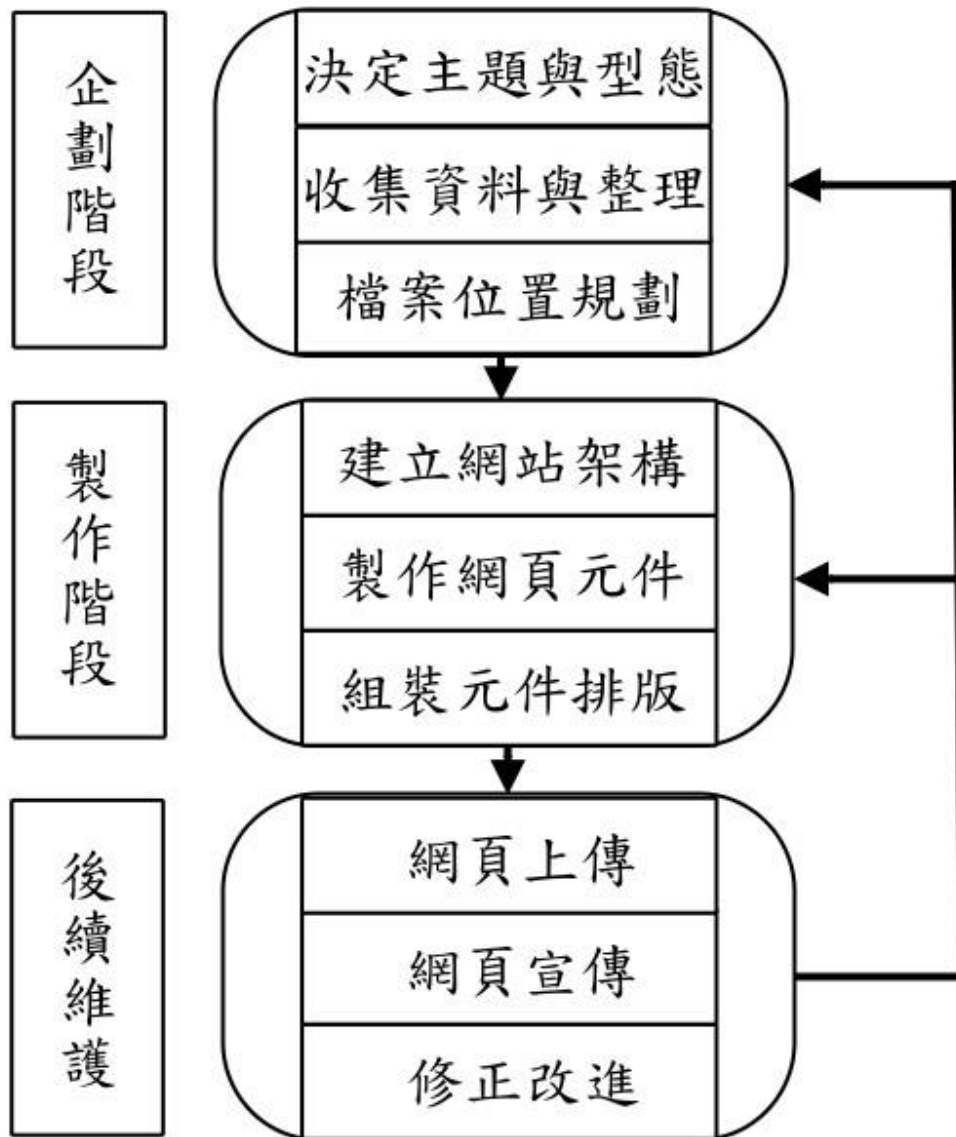 企劃階段
決定主題與型態
收集資料與整理
檔案位置規劃
製作階段
建立網站架構
製作網頁元件
組裝元件排版
後續維護
網頁上傳
網頁宣傳
修正改進